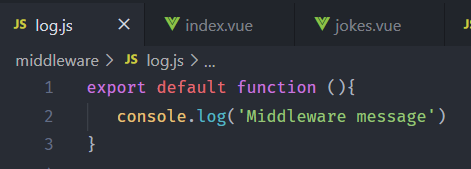 JS log.js × index.vue jokes.vue
middleware > JS log.js > ...
1 export default function (){
2 console.log('Middleware message')
3 }